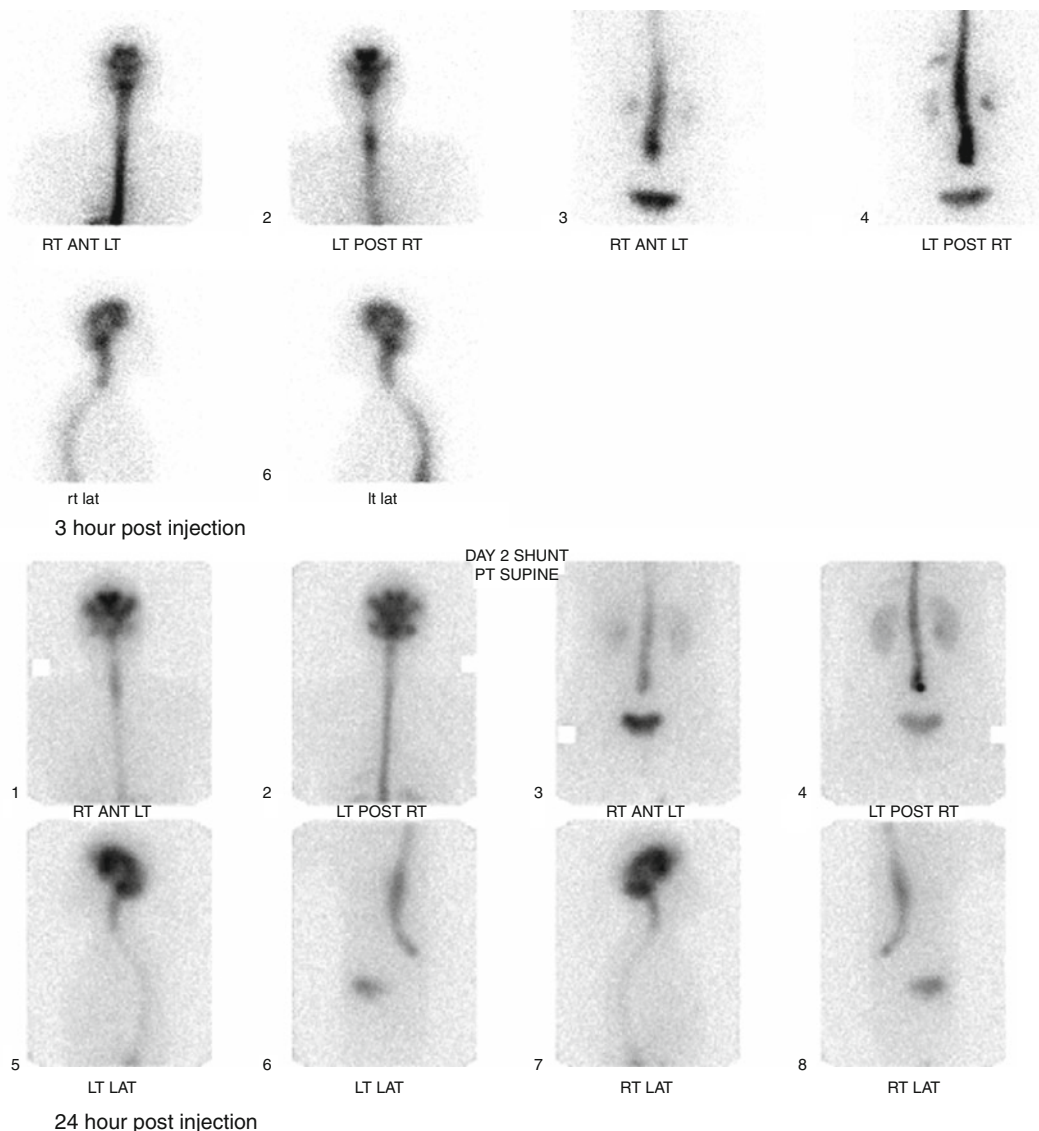 2 3 4
RT ANT LT LT POST RT RT ANT LT LT POST RT
6
rt lat lt lat
3 hour post injection
DAY 2 SHUNT
PT SUPINE
1 2 3 4
RT ANT LT LT POST RT RT ANT LT LT POST RT
5 6 7 8
LT LAT LT LAT RT LAT RT LAT
24 hour post injection